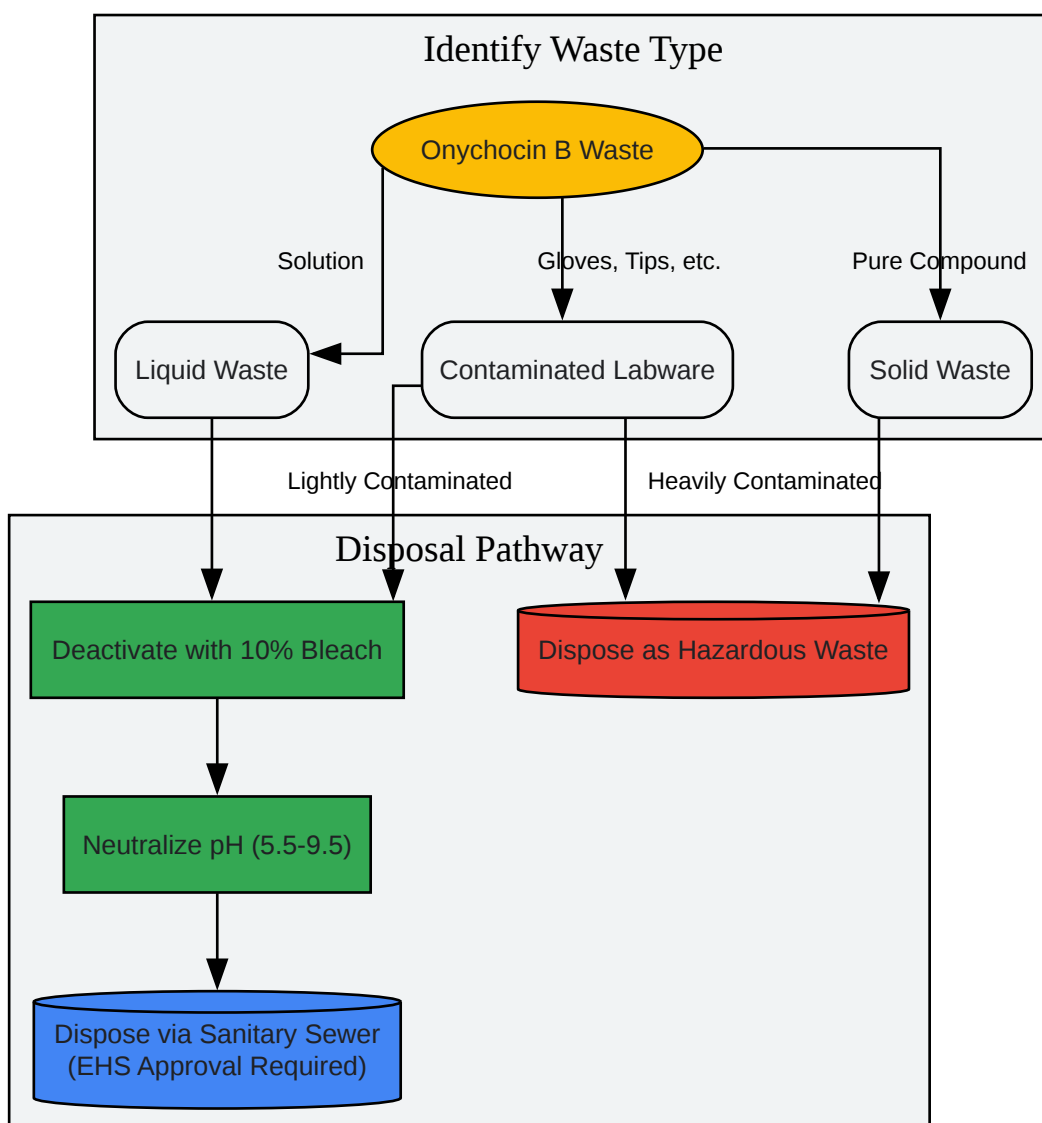 Identify Waste Type
Onychocin B Waste
Solution
Gloves, Tips, etc.
Pure Compound
Liquid Waste
Contaminated Labware
Solid Waste
Lightly Contaminated
Heavily Contaminated
Disposal Pathway
Deactivate with 10% Bleach
Dispose as Hazardous Waste
Neutralize pH (5.5-9.5)
Dispose via Sanitary Sewer
(EHS Approval Required)